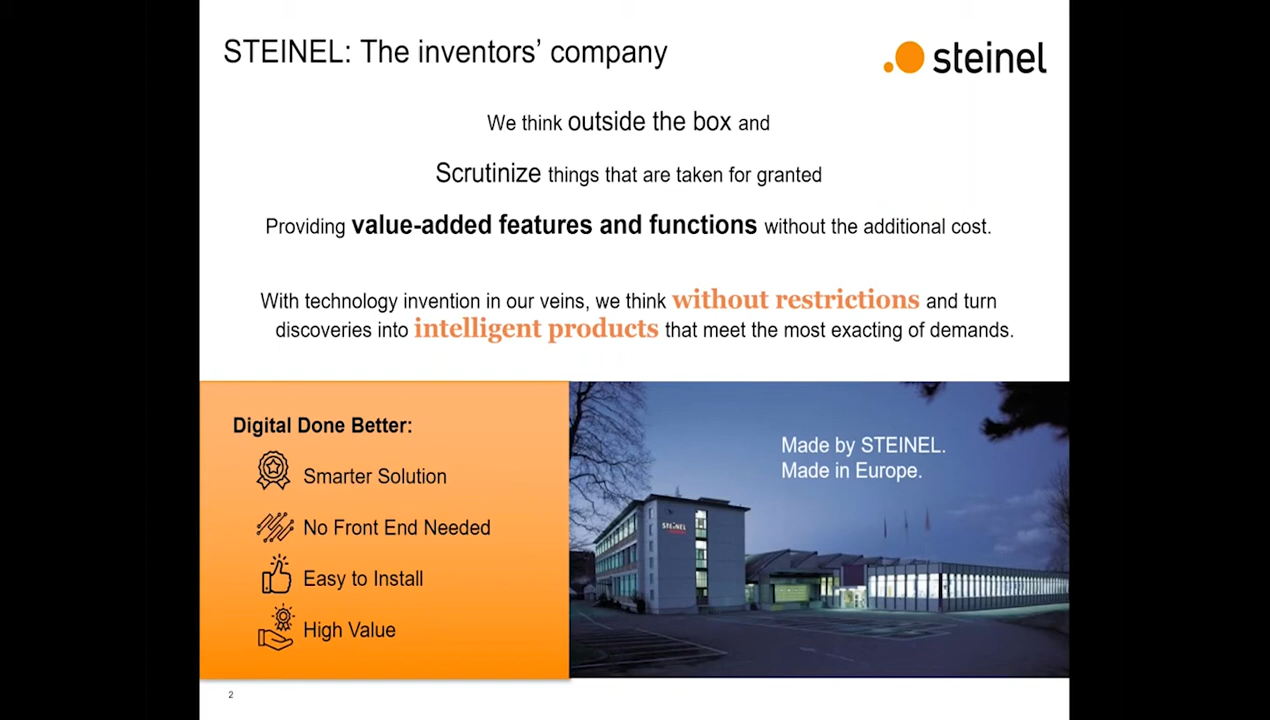 STEINEL: The inventors’ company
steinel
We think outside the box and
Scrutinize things that are taken for granted
Providing value-added features and functions without the additional cost.
With technology invention in our veins, we think without restrictions and turn
discoveries into intelligent products that meet the most exacting of demands.
Digital Done Better:
Smarter Solution
No Front End Needed
Easy to Install
High Value
Made by STEINEL.
Made in Europe.
STEINEL
2